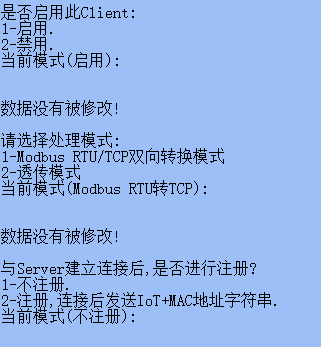 是否启用此Client:
1-启用.
2-禁用.
当前模式(启用):
数据没有被修改!
请选择处理模式:
1-Modbus RTU/TCP双向转换模式
2-透传模式
当前模式(Modbus RTU转TCP):
数据没有被修改!
与Server建立连接后,是否进行注册?
1-不注册.
2-注册,连接后发送IoT+MAC地址字符串.
当前模式(不注册):